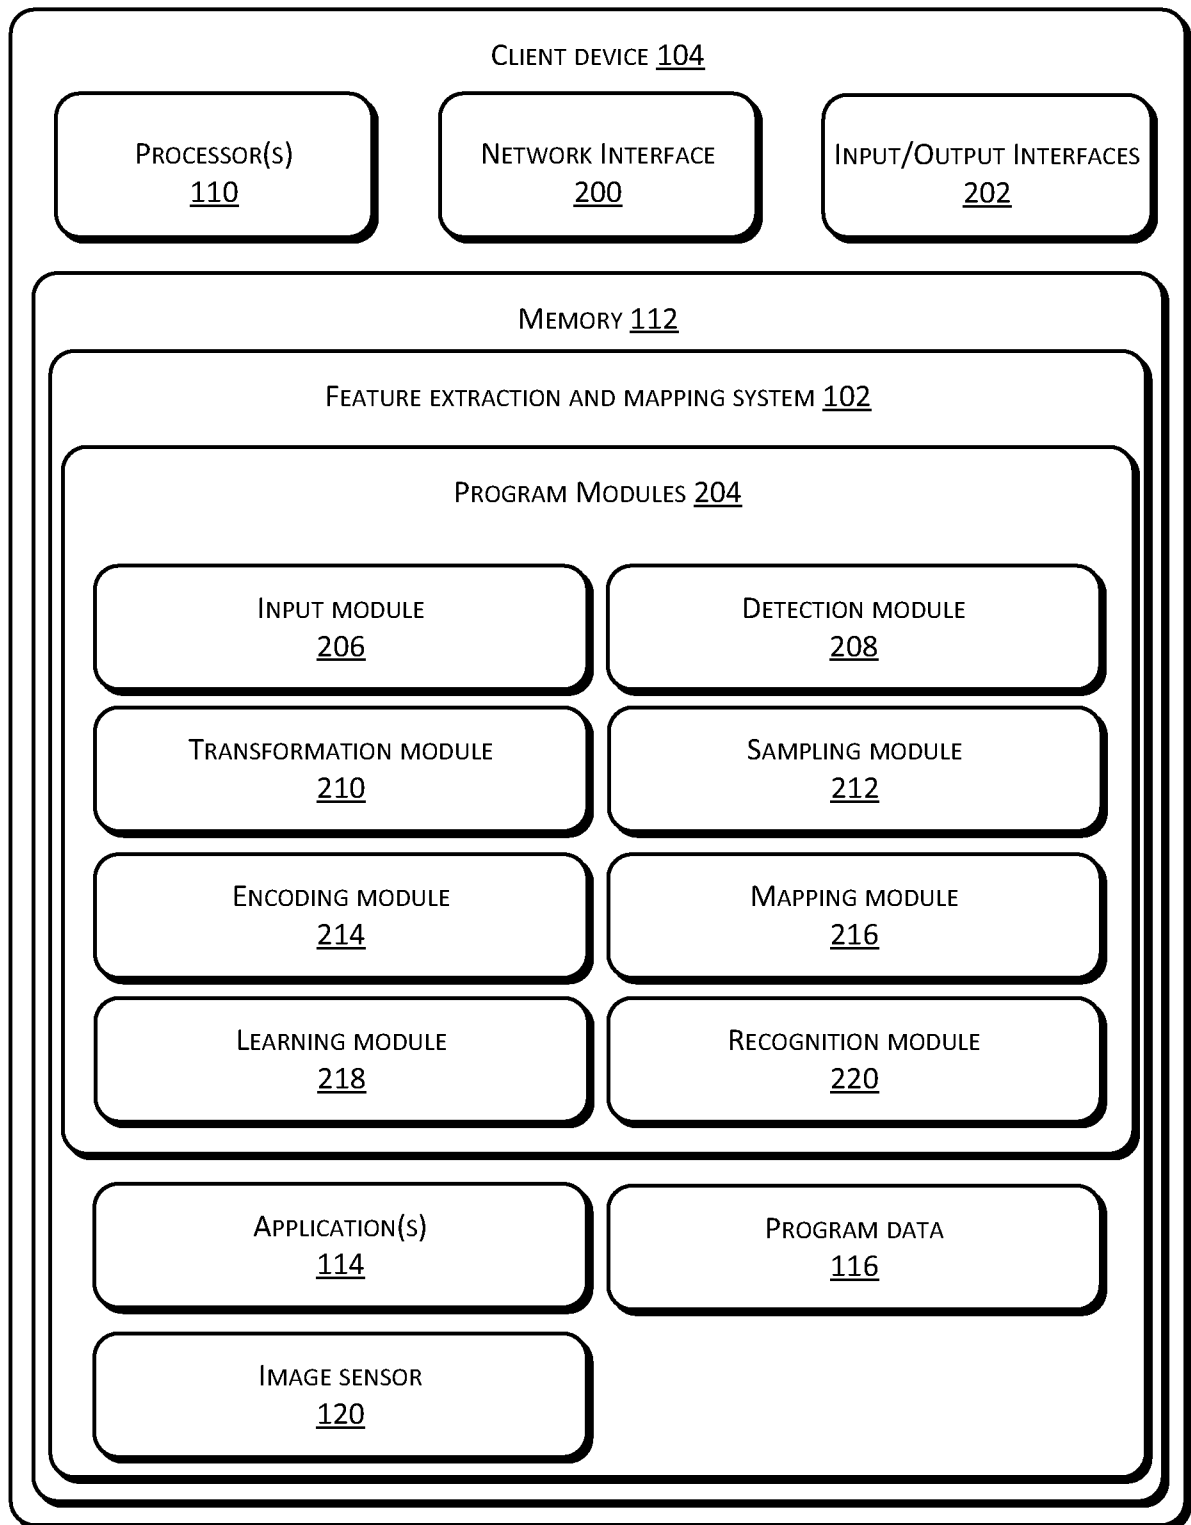 Client device 104
Processor(s)
110
Network Interface
200
Input/Output Interfaces
202
Memory 112
Feature extraction and mapping system 102
Program Modules 204
Input module
206
Detection module
208
Transformation module
210
Sampling module
212
Encoding module
214
Mapping module
216
Learning module
218
Recognition module
220
Application(s)
114
Program data
116
Image sensor
120